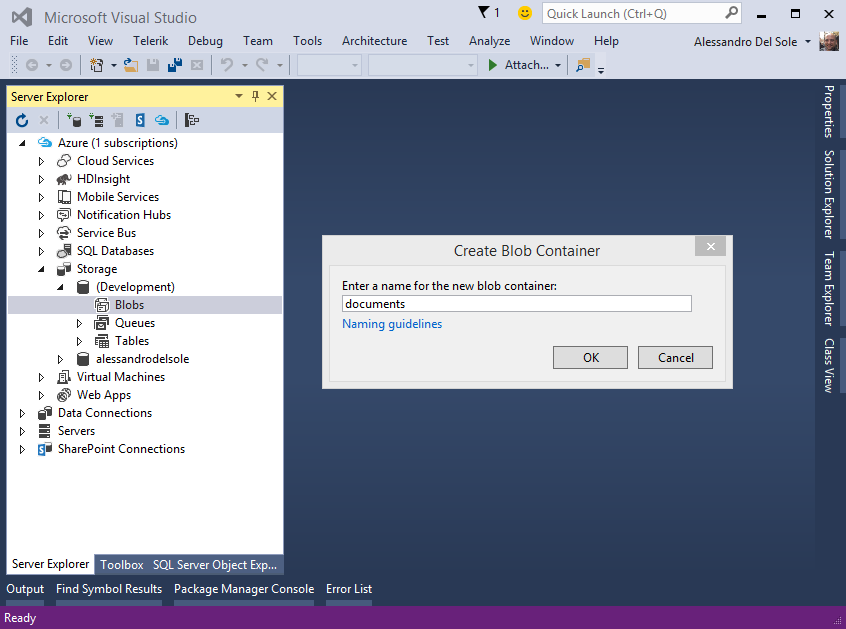 Microsoft Visual Studio
1
Quick Launch (Ctrl+Q)
File Edit View Telerik Debug Team Tools Architecture Test Analyze Window Help
Alessandro Del Sole
Attach...
Server Explorer
Azure (1 subscriptions)
Cloud Services
HDInsight
Mobile Services
Notification Hubs
Service Bus
SQL Databases
Storage
(Development)
Blobs
Queues
Tables
alessandrodelsole
Virtual Machines
Web Apps
Data Connections
Servers
SharePoint Connections
Create Blob Container
Enter a name for the new blob container:
documents
Naming guidelines
OK Cancel
Properties
Solution Explorer
Team Explorer
Class View
Server Explorer Toolbox SQL Server Object Exp...
Output Find Symbol Results Package Manager Console Error List
Ready